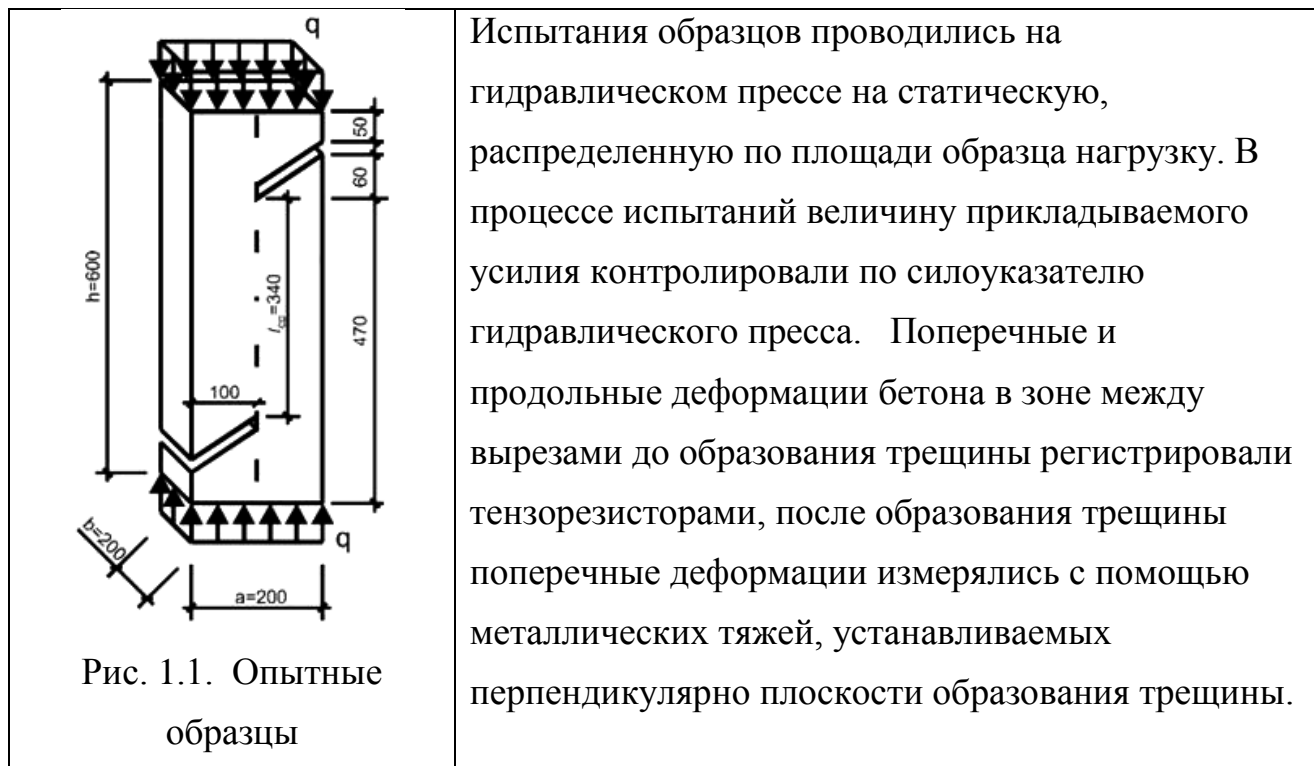 q
50
60
h=600
lср=340
470
100
q
b=200
a=200
Рис. 1.1. Опытные
образцы
Испытания образцов проводились на
гидравлическом прессе на статическую,
распределенную по площади образца нагрузку. В
процессе испытаний величину прикладываемого
усилия контролировали по силоуказателю
гидравлического пресса. Поперечные и
продольные деформации бетона в зоне между
вырезами до образования трещины регистрировали
тензорезисторами, после образования трещины
поперечные деформации измерялись с помощью
металлических тяжей, устанавливаемых
перпендикулярно плоскости образования трещины.